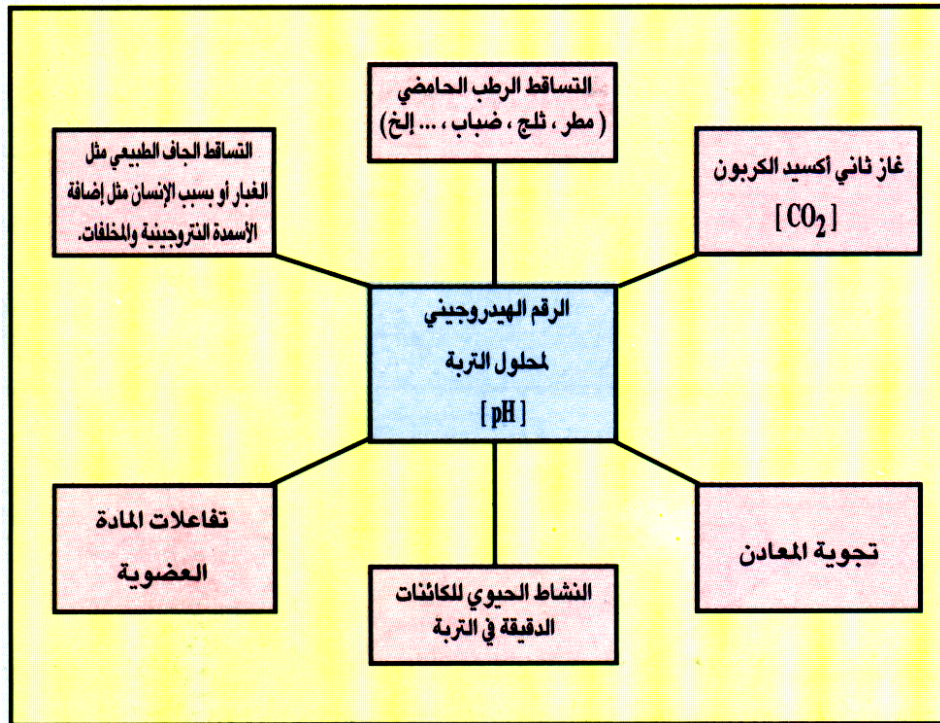 التساقط الرطب الحامضي
( مطر ، ثلج ، ضباب ، ... إلخ)
غاز ثاني أكسيد الكربون
[ CO2 ]
التساقط الجاف الطبيعي مثل
الغبار أو بسبب الإنسان مثل إضافة
الأسمدة النتروجينية والمخلفات.
الرقم الهيدروجيني
لمحلول التربة
[ pH ]
تجوية المعادن
تفاعلات المادة
العضوية
النشاط الحيوي للكائنات
الدقيقة في التربة